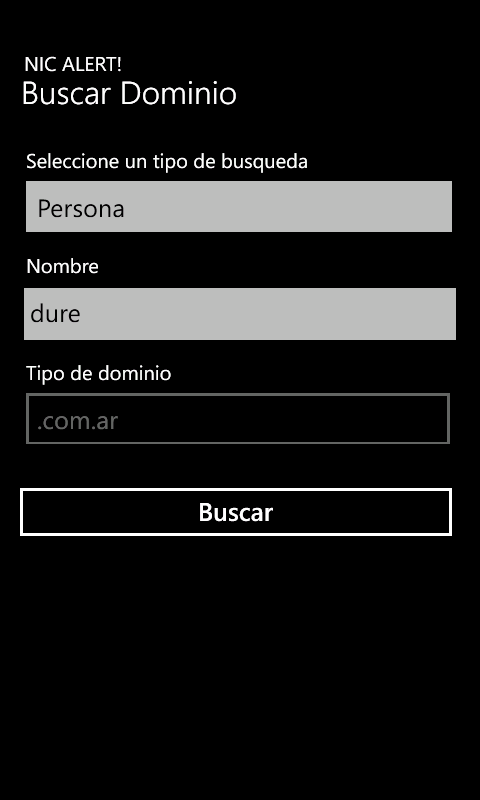 NIC ALERT!
Buscar Dominio
Seleccione un tipo de busqueda
Persona
Nombre
dure
Tipo de dominio
.com.ar
Buscar